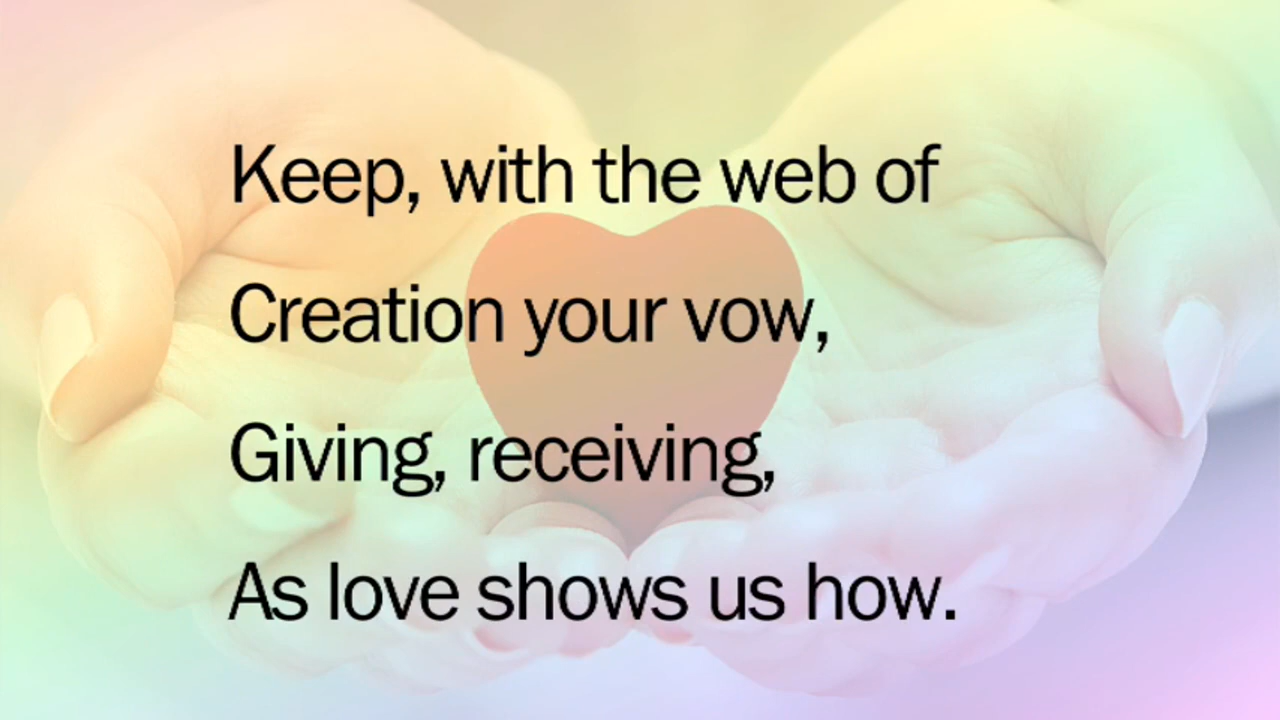 Keep, with the web of
Creation your vow,
Giving, receiving,
As love shows us how.